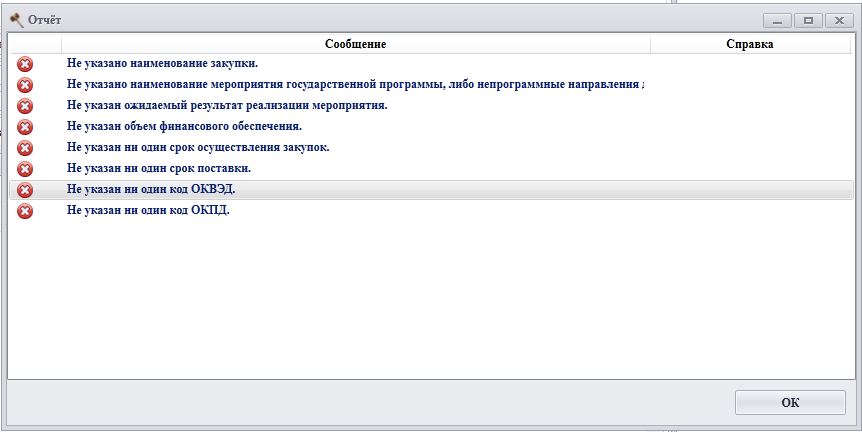 Отчёт
Сообщение Справка
Не указано наименование закупки.
Не указано наименование мероприятия государственной программы, либо непрограммные направления
Не указан ожидаемый результат реализации мероприятия.
Не указан объем финансового обеспечения.
Не указан ни один срок осуществления закупок.
Не указан ни один срок поставки.
Не указан ни один код ОКВЭД.
Не указан ни один код ОКПД.
ОК